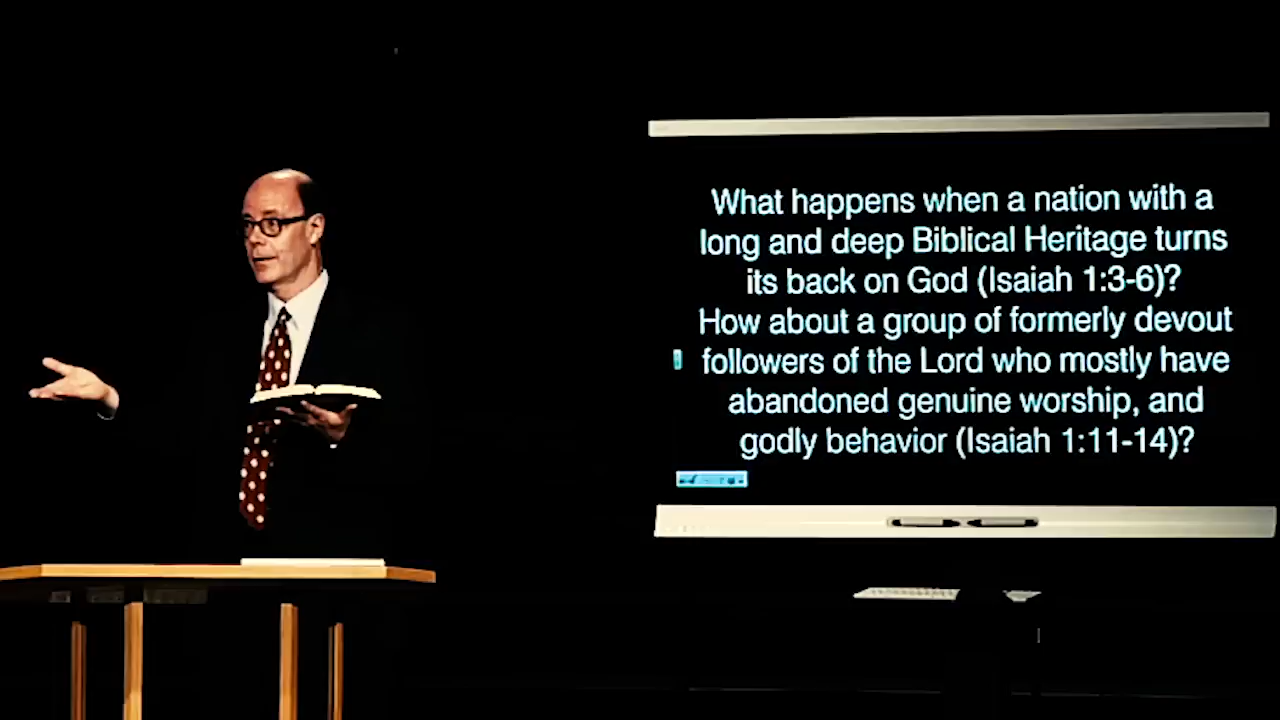 What happens when a nation with a
long and deep Biblical Heritage turns
its back on God (Isaiah 1:3-6)?
How about a group of formerly devout
followers of the Lord who mostly have
abandoned genuine worship, and
godly behavior (Isaiah 1:11-14)?